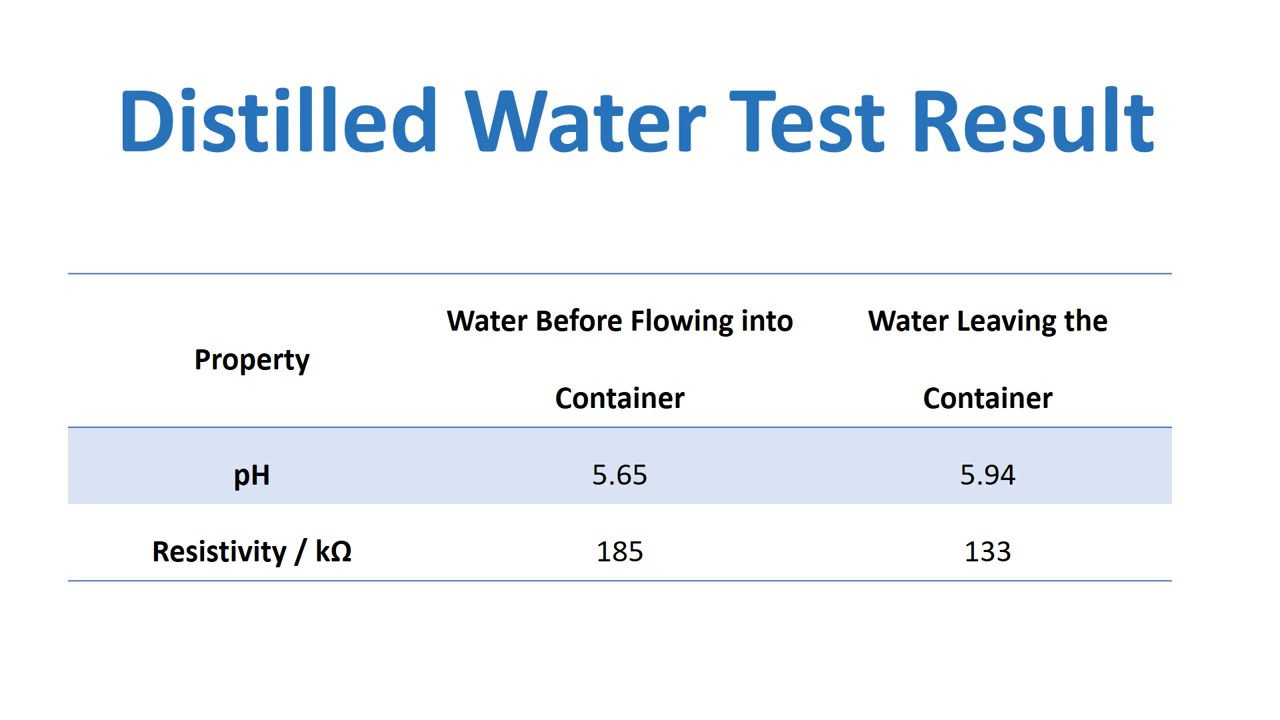 Distilled Water Test Result
Property
Water Before Flowing into
Container
Water Leaving the
Container
pH 5.65 5.94
Resistivity / kΩ 185 133